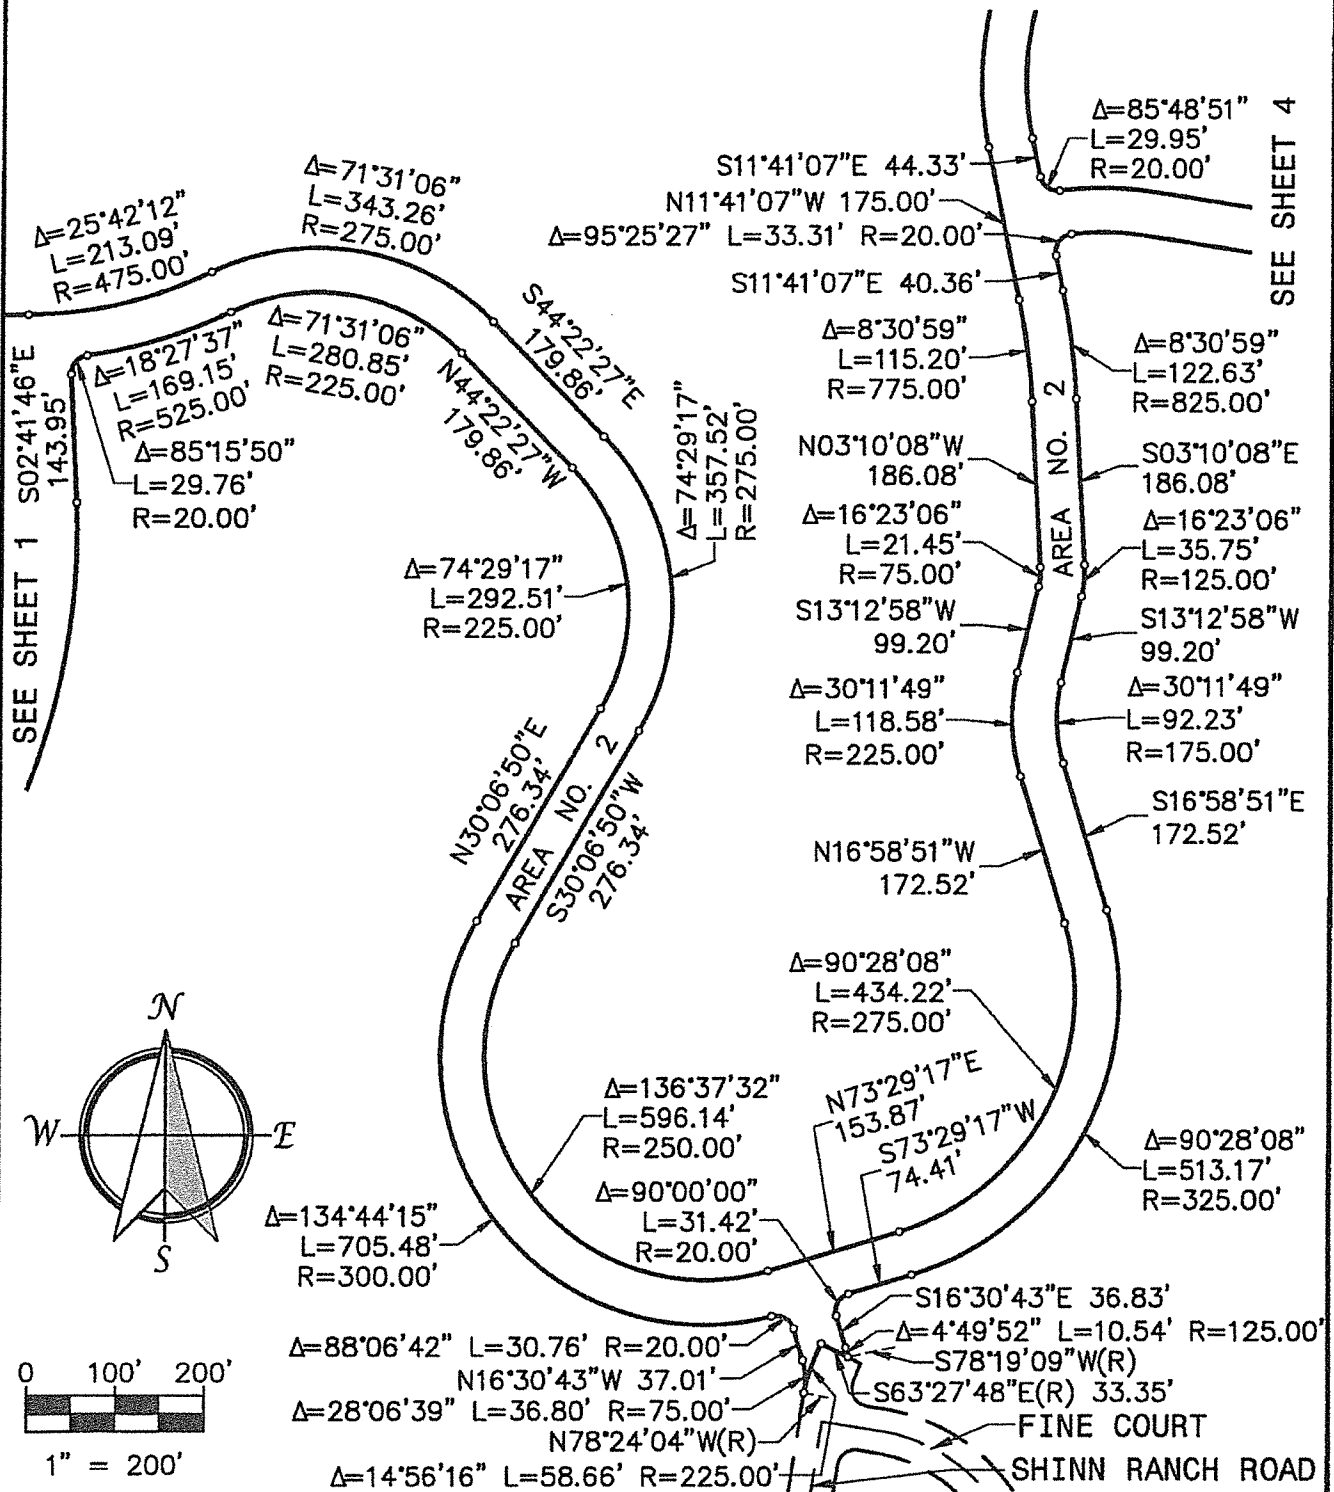 Δ=85°48'51"
L=29.95'
R=20.00'
SEE SHEET 4
S11°41'07"E 44.33'
N11°41'07"W 175.00'
Δ=95°25'27" L=33.31' R=20.00'
S11°41'07"E 40.36'
Δ=71°31'06"
L=343.26'
R=275.00'
Δ=25°42'12"
L=213.09'
R=475.00'
S44°22'27"E
179.86'
Δ=71°31'06"
L=280.85'
R=225.00'
Δ=18°27'37"
L=169.15'
R=525.00'
N44°22'27"W
179.86'
S02°41'46"E
143.95'
SEE SHEET 1
Δ=85°15'50"
L=29.76'
R=20.00'
Δ=74°29'17"
L=357.52'
R=275.00'
Δ=74°29'17"
L=292.51'
R=225.00'
Δ=8°30'59"
L=115.20'
R=775.00'
Δ=8°30'59"
L=122.63'
R=825.00'
AREA NO. 2
N03°10'08"W
186.08'
S03°10'08"E
186.08'
Δ=16°23'06"
L=21.45'
R=75.00'
Δ=16°23'06"
L=35.75'
R=125.00'
S13°12'58"W
99.20'
S13°12'58"W
99.20'
Δ=30°11'49"
L=118.58'
R=225.00'
Δ=30°11'49"
L=92.23'
R=175.00'
N30°06'50"E
276.34'
AREA NO. 2
S30°06'50"W
276.34'
S16°58'51"E
172.52'
N16°58'51"W
172.52'
Δ=90°28'08"
L=434.22'
R=275.00'
N
W
E
S
Δ=136°37'32"
L=596.14'
R=250.00'
N73°29'17"E
153.87'
S73°29'17"W
74.41'
Δ=90°28'08"
L=513.17'
R=325.00'
Δ=90°00'00"
L=31.42'
R=20.00'
Δ=134°44'15"
L=705.48'
R=300.00'
S16°30'43"E 36.83'
Δ=4°49'52" L=10.54' R=125.00'
S78°19'09"W(R)
S63°27'48"E(R) 33.35'
Δ=88°06'42" L=30.76' R=20.00'
N16°30'43"W 37.01'
Δ=28°06'39" L=36.80' R=75.00'
N78°24'04"W(R)
Δ=14°56'16" L=58.66' R=225.00'
FINE COURT
SHINN RANCH ROAD
0 100' 200'
1" = 200'